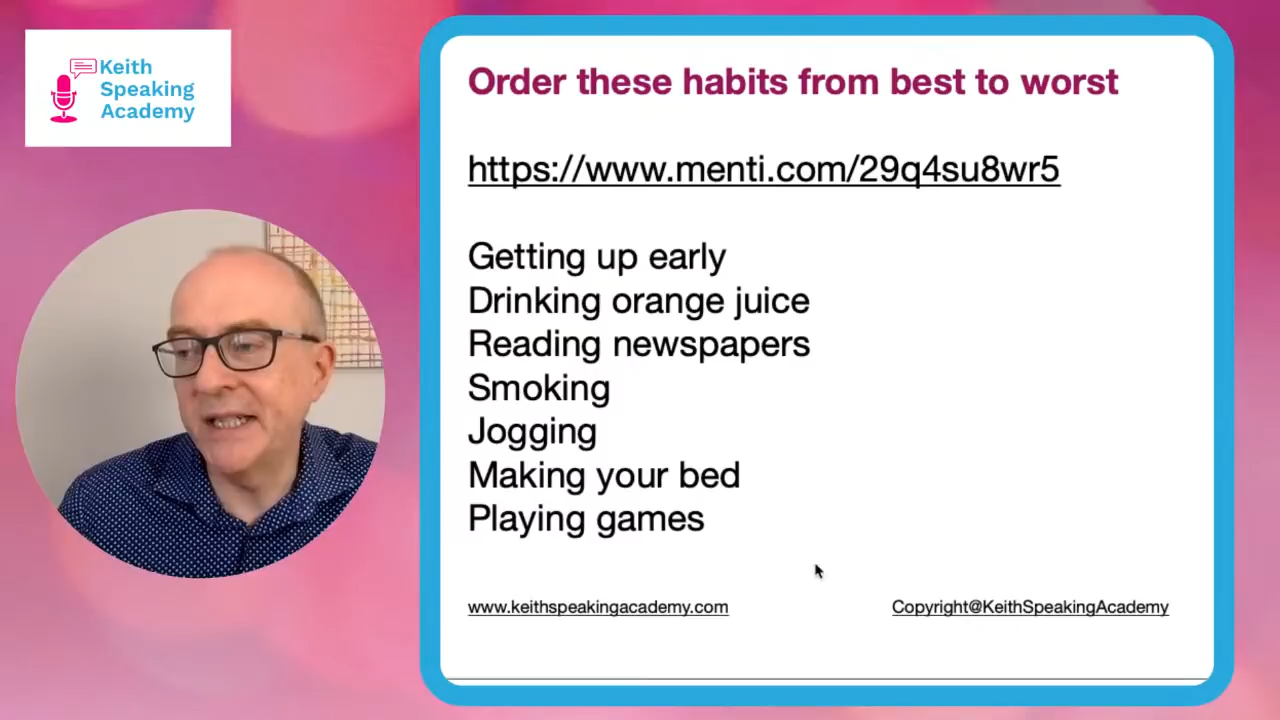 Keith
Speaking
Academy
Order these habits from best to worst
https://www.menti.com/29q4su8wr5
Getting up early
Drinking orange juice
Reading newspapers
Smoking
Jogging
Making your bed
Playing games
www.keithspeakingacademy.com
Copyright@KeithSpeakingAcademy